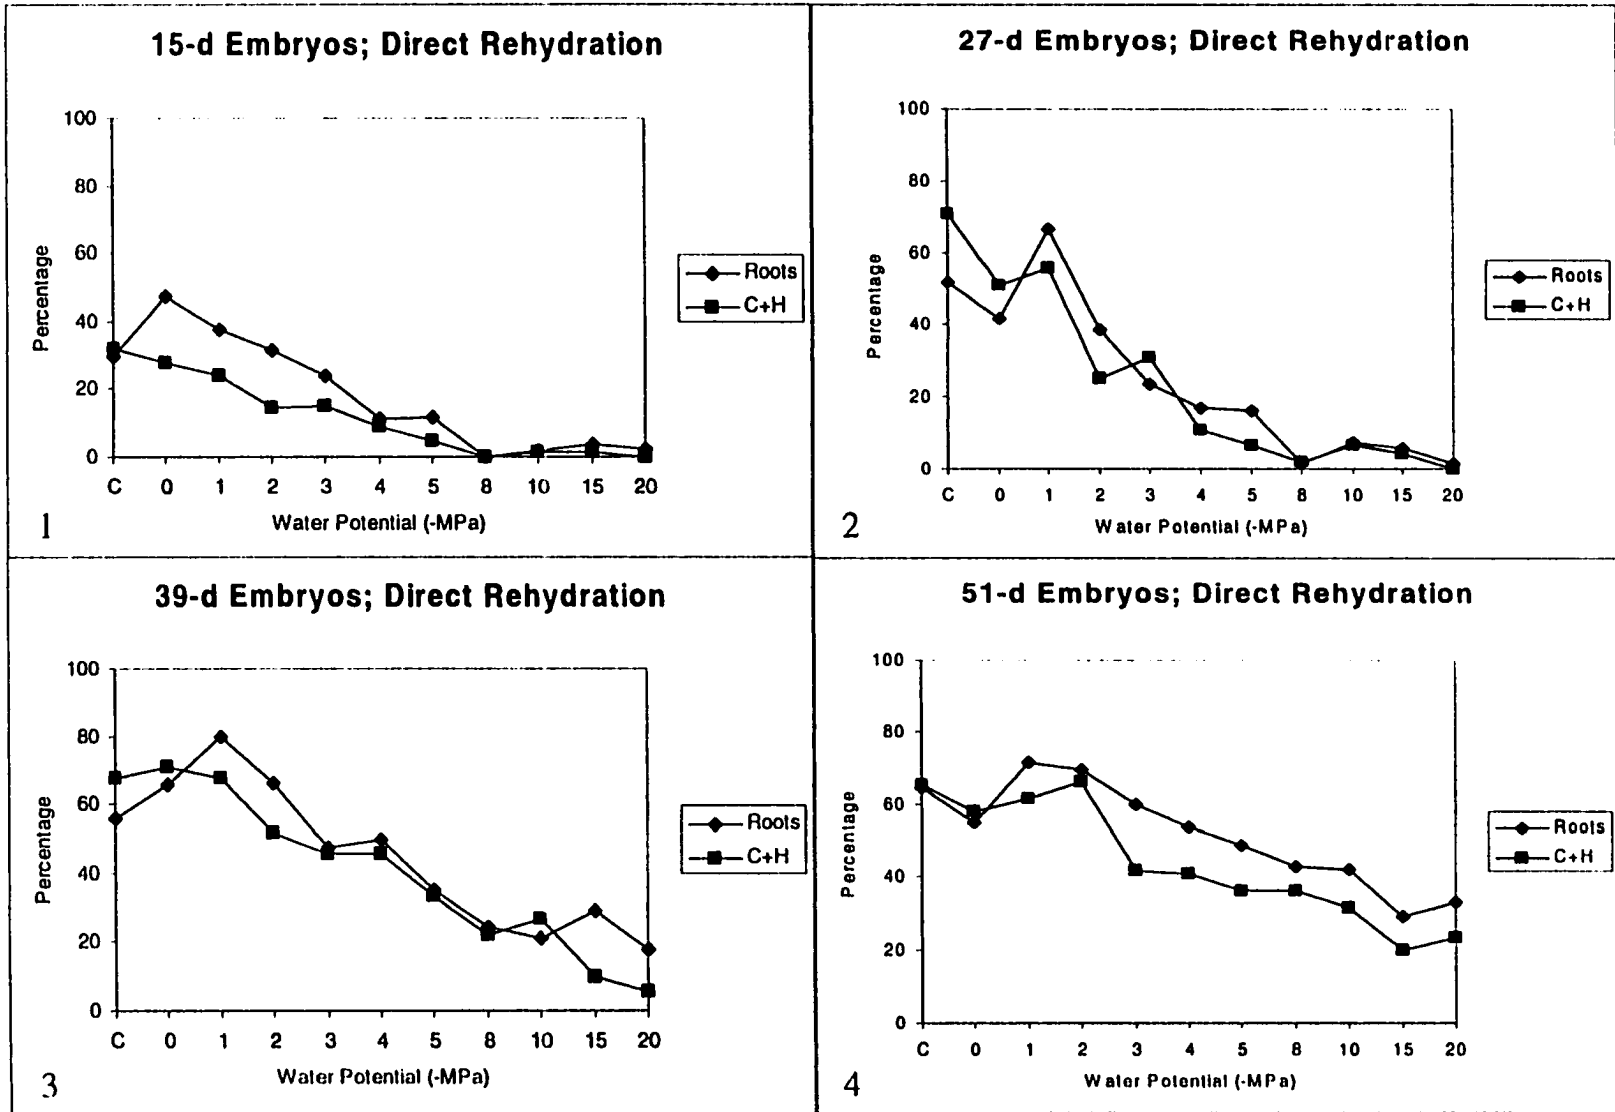 15-d Embryos; Direct Rehydration
100
80
60
40
20
0
Percentage
C 0 1 2 3 4 5 8 10 15 20
Water Potential (-MPa)
Roots
C+H
1
27-d Embryos; Direct Rehydration
100
80
60
40
20
0
Percentage
C 0 1 2 3 4 5 8 10 15 20
Water Potential (-MPa)
Roots
C+H
2
39-d Embryos; Direct Rehydration
100
80
60
40
20
0
Percentage
C 0 1 2 3 4 5 8 10 15 20
Water Potential (-MPa)
Roots
C+H
3
51-d Embryos; Direct Rehydration
100
80
60
40
20
0
Percentage
C 0 1 2 3 4 5 8 10 15 20
Water Potential (-MPa)
Roots
C+H
4